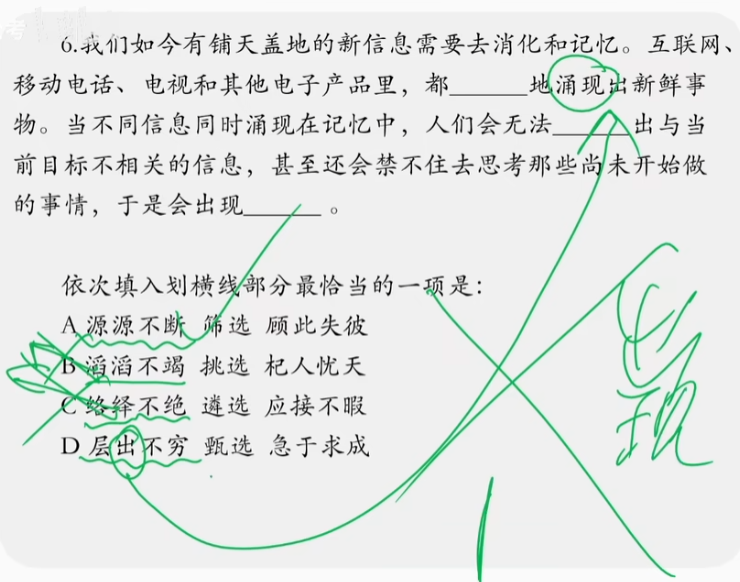 6.我们如今有铺天盖地的新信息需要去消化和记忆。互联网、
移动电话、电视和其他电子产品里，都______地涌现出新鲜事
物。当不同信息同时涌现在记忆中，人们会无法______出与当
前目标不相关的信息，甚至还会禁不住去思考那些尚未开始做
的事情，于是会出现______。
依次填入划横线部分最恰当的一项是：
A 源源不断 筛选 顾此失彼
B 滔滔不竭 挑选 杞人忧天
C 络绎不绝 遴选 应接不暇
D 层出不穷 甄选 急于求成